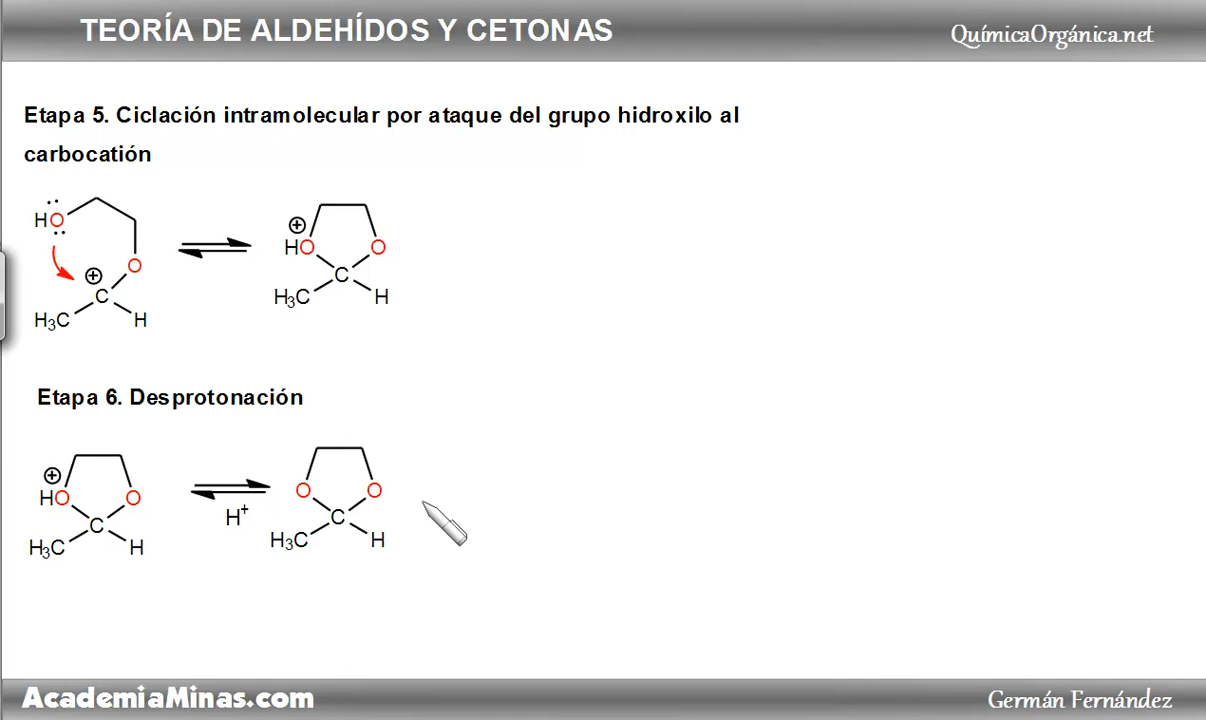 TEORÍA DE ALDEHÍDOS Y CETONAS
QuímicaOrgánica.net
Etapa 5. Ciclación intramolecular por ataque del grupo hidroxilo al
carbocatión
HO
O
+
C
H3C
H
+
HO
O
C
H3C
H
Etapa 6. Desprotonación
+
HO
O
C
H3C
H
H+
O
O
C
H3C
H
AcademiaMinas.com
Germán Fernández